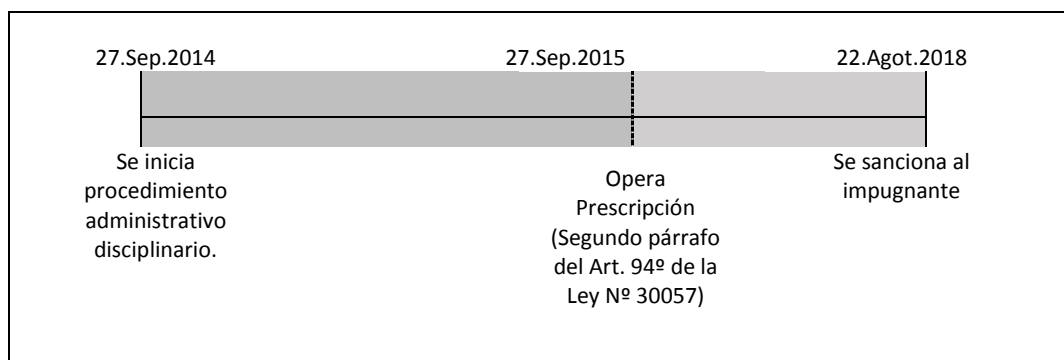 27.Sep.2014
27.Sep.2015
22.Agot.2018
Se inicia
procedimiento
administrativo
disciplinario.
Opera
Prescripción
(Segundo párrafo
del Art. 94º de la
Ley Nº 30057)
Se sanciona al
impugnante